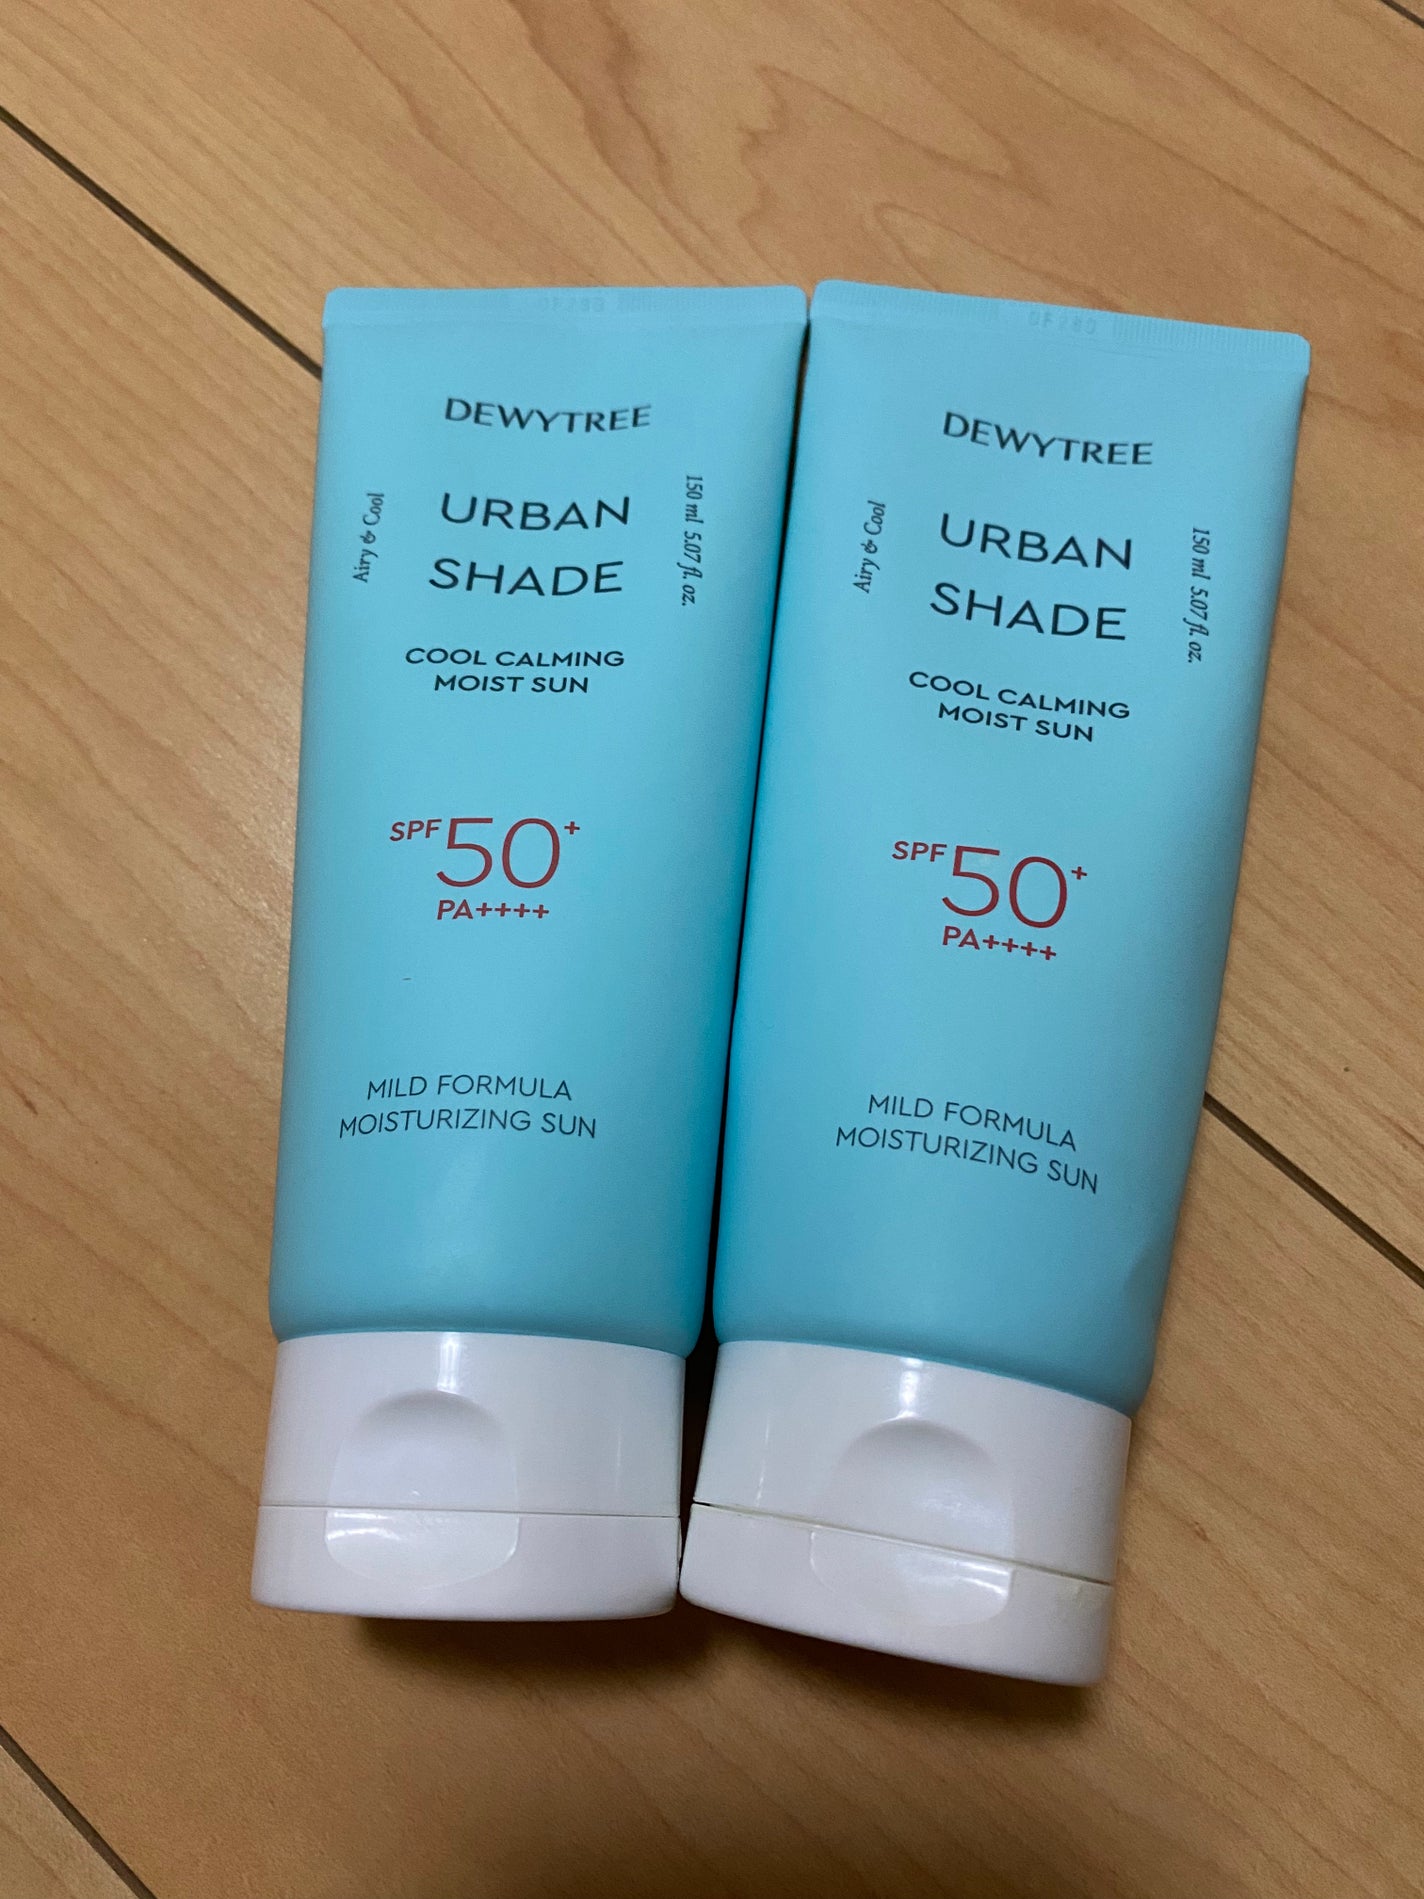 DEWYTREE
URBAN
SHADE
Airy & Cool
150 ml 5.07 fl. oz.
COOL CALMING
MOIST SUN
SPF 50+
PA++++
MILD FORMULA
MOISTURIZING SUN
DEWYTREE
URBAN
SHADE
Airy & Cool
150 ml 5.07 fl. oz.
COOL CALMING
MOIST SUN
SPF 50+
PA++++
MILD FORMULA
MOISTURIZING SUN